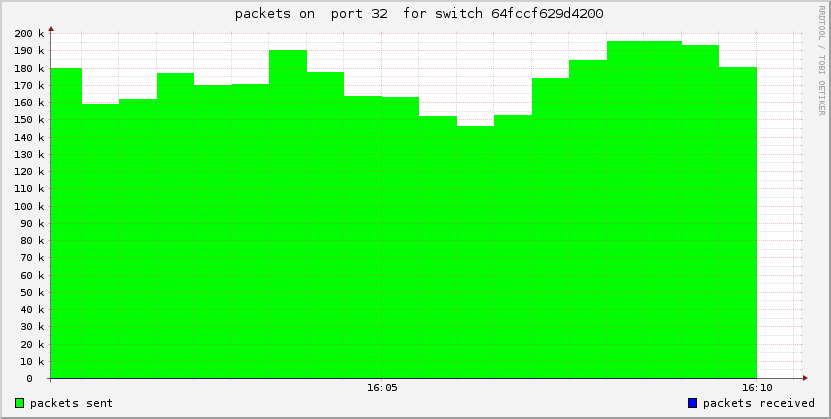 packets on  port 32  for switch 64fccf629d4200
RRDTOOL / TOBI OETIKER
200 k
190 k
180 k
170 k
160 k
150 k
140 k
130 k
120 k
110 k
100 k
90 k
80 k
70 k
60 k
50 k
40 k
30 k
20 k
10 k
0
16:05
16:10
packets sent
packets received